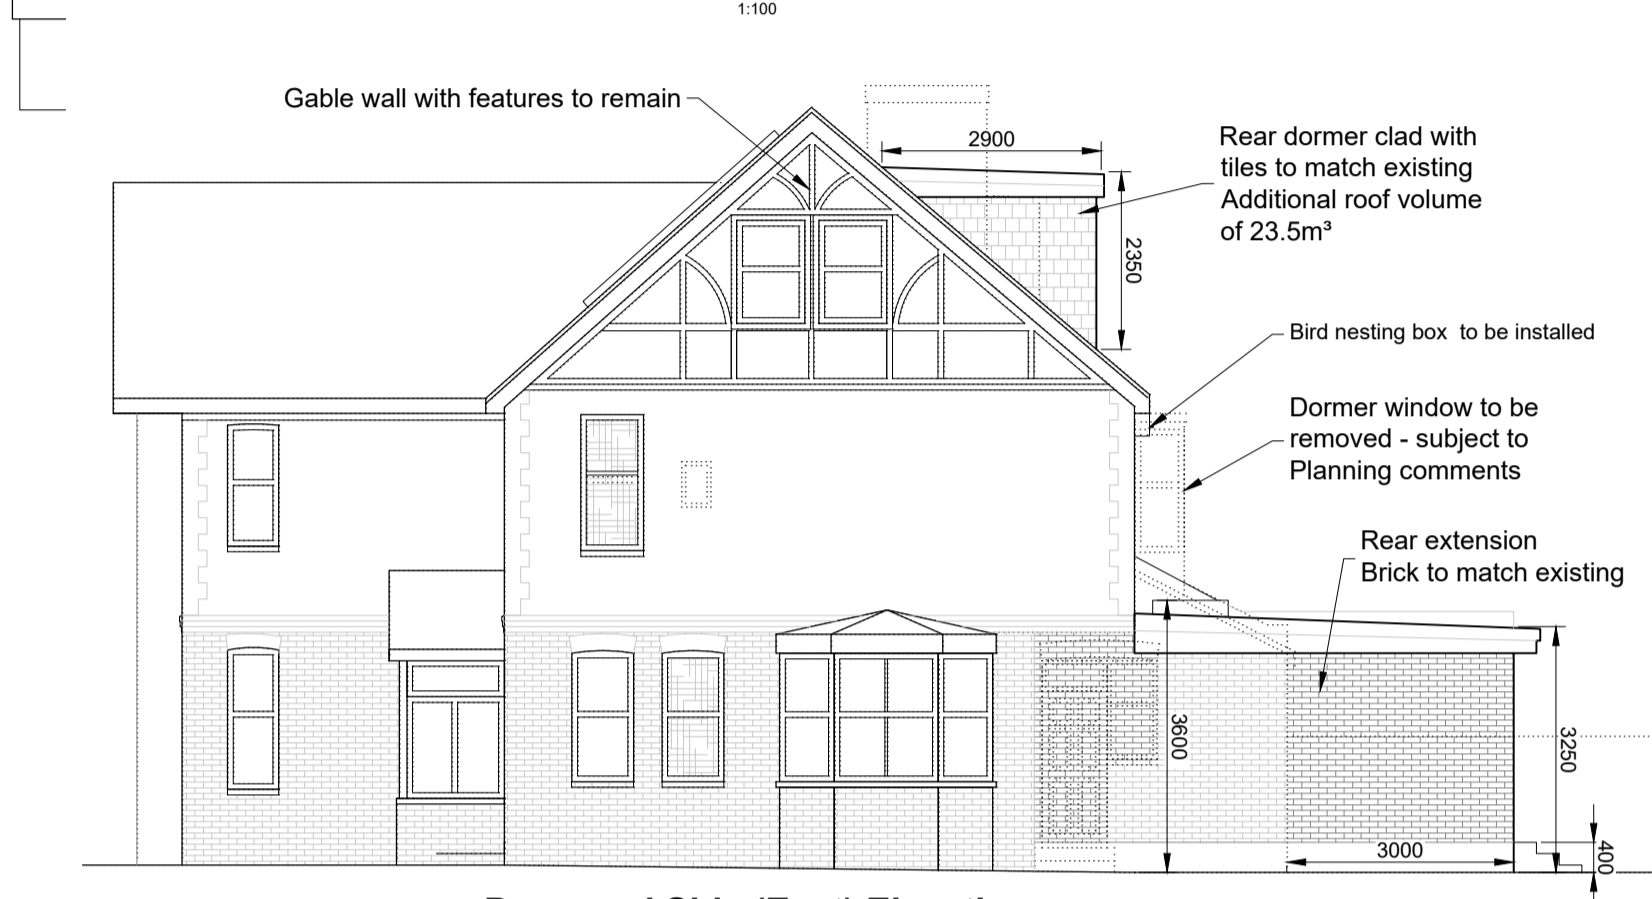 1:100
Gable wall with features to remain
2900
Rear dormer clad with
tiles to match existing
Additional roof volume
of 23.5m³
2350
Bird nesting box to be installed
Dormer window to be
removed - subject to
Planning comments
Rear extension
Brick to match existing
3600
3250
3000
400